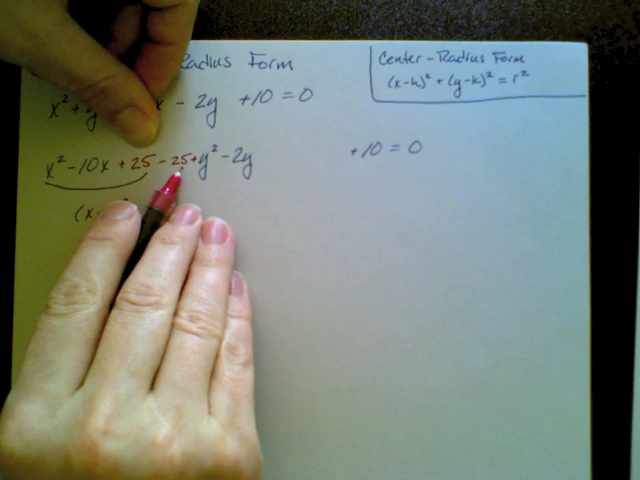 Radius Form
Center-Radius Form
(x-h)² + (y-k)² = r²
x² + y x - 2y +10 = 0
x² - 10x + 25 - 25 + y² - 2y +10 = 0
(x-